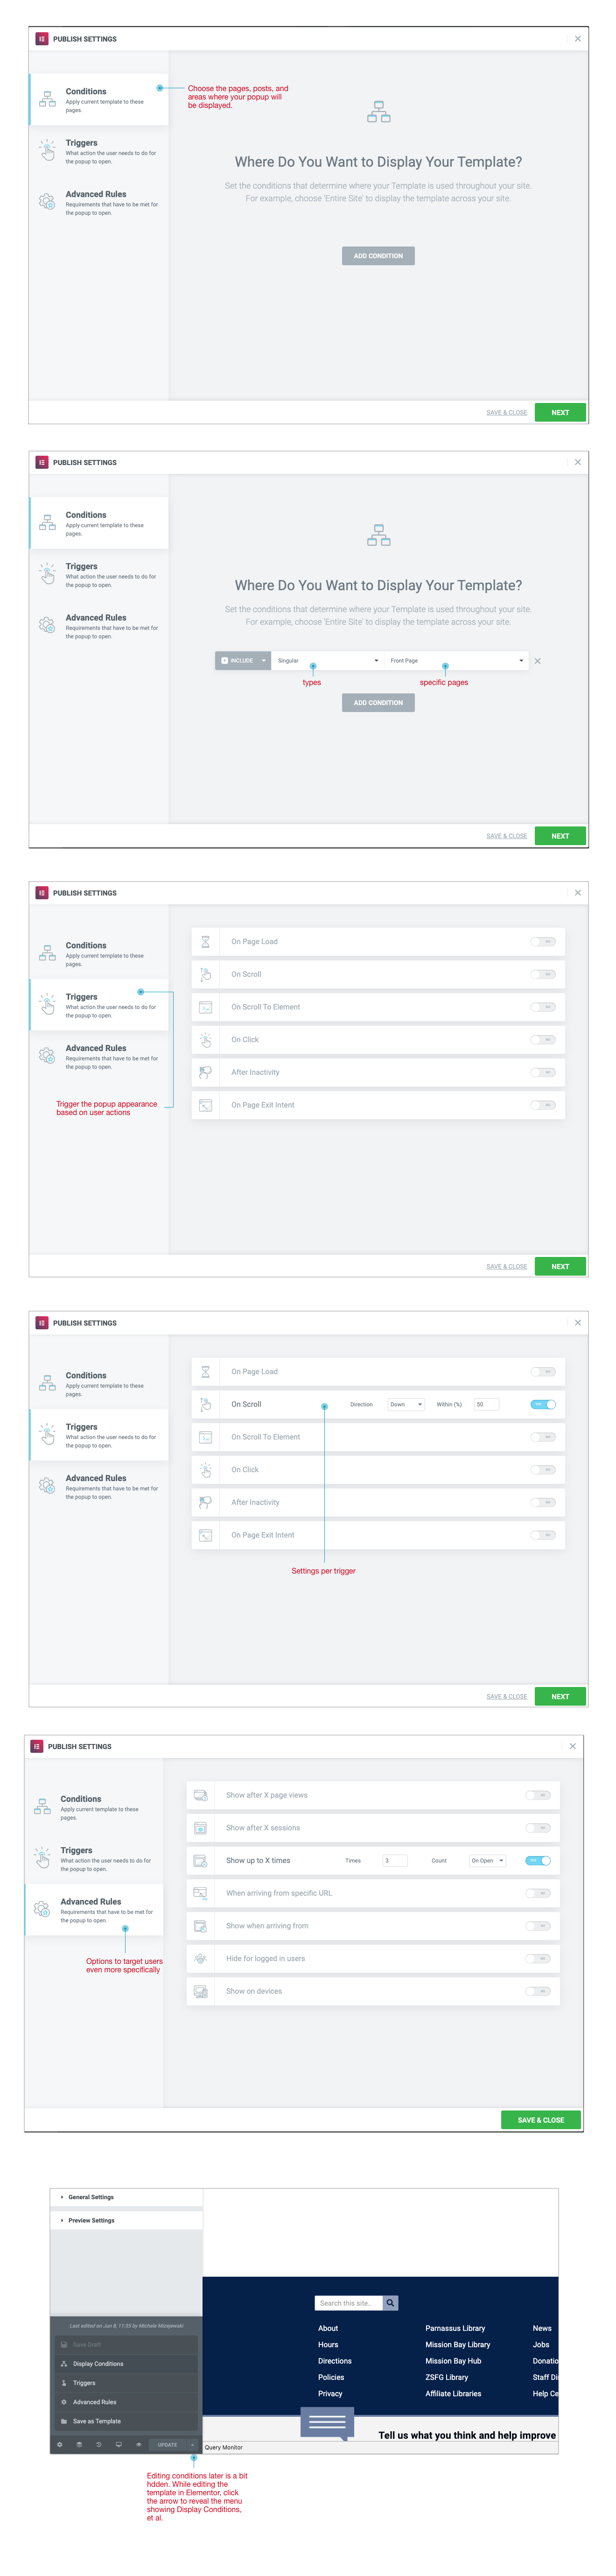 PUBLISH SETTINGS
Conditions
Apply current template to these
pages.
Choose the pages, posts, and
areas where your popup will
be displayed.
Triggers
What action the user needs to do for
the popup to open.
Advanced Rules
Requirements that have to be met for
the popup to open.
Where Do You Want to Display Your Template?
Set the conditions that determine where your Template is used throughout your site.
For example, choose 'Entire Site' to display the template across your site.
ADD CONDITION
SAVE & CLOSE
NEXT
PUBLISH SETTINGS
Conditions
Apply current template to these
pages.
Triggers
What action the user needs to do for
the popup to open.
Advanced Rules
Requirements that have to be met for
the popup to open.
Where Do You Want to Display Your Template?
Set the conditions that determine where your Template is used throughout your site.
For example, choose 'Entire Site' to display the template across your site.
INCLUDE Singular Front Page
types specific pages
ADD CONDITION
SAVE & CLOSE
NEXT
PUBLISH SETTINGS
Conditions
Apply current template to these
pages.
Triggers
What action the user needs to do for
the popup to open.
Advanced Rules
Requirements that have to be met for
the popup to open.
Trigger the popup appearance
based on user actions
On Page Load
On Scroll
On Scroll To Element
On Click
After Inactivity
On Page Exit Intent
SAVE & CLOSE
NEXT
PUBLISH SETTINGS
Conditions
Apply current template to these
pages.
Triggers
What action the user needs to do for
the popup to open.
Advanced Rules
Requirements that have to be met for
the popup to open.
On Page Load
On Scroll Direction Down Within (%) 50
On Scroll To Element
On Click
After Inactivity
On Page Exit Intent
Settings per trigger
SAVE & CLOSE
NEXT
PUBLISH SETTINGS
Conditions
Apply current template to these
pages.
Triggers
What action the user needs to do for
the popup to open.
Advanced Rules
Requirements that have to be met for
the popup to open.
Options to target users
even more specifically
Show after X page views
Show after X sessions
Show up to X times Times 3 Count On Open
When arriving from specific URL
Show when arriving from
Hide for logged in users
Show on devices
SAVE & CLOSE
General Settings
Preview Settings
Last edited on Jun 8, 11:35 by Michele Mizejewski
Save Draft
Display Conditions
Triggers
Advanced Rules
Save as Template
UPDATE
Search this site..
About Parnassus Library News
Hours Mission Bay Library Jobs
Directions Mission Bay Hub Donatio
Policies ZSFG Library Staff Di
Privacy Affiliate Libraries Help Ce
Tell us what you think and help improve
Query Monitor
Editing conditions later is a bit
hdden. While editing the
template in Elementor, click
the arrow to reveal the menu
showing Display Conditions,
et al.